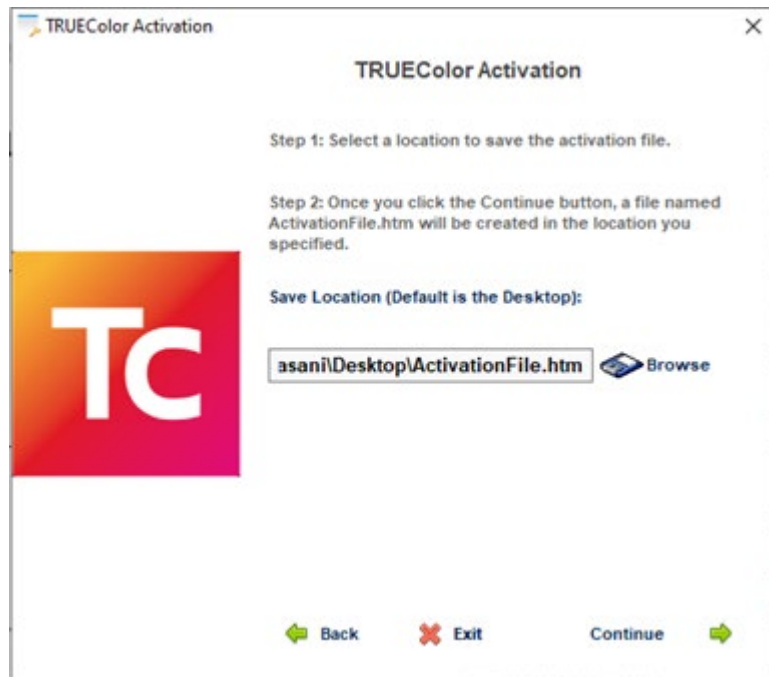 TRUEColor Activation
TRUEColor Activation
Step 1: Select a location to save the activation file.
Step 2: Once you click the Continue button, a file named
ActivationFile.htm will be created in the location you
specified.
Save Location (Default is the Desktop):
TC
asani\Desktop\ActivationFile.htm
Browse
Back
Exit
Continue